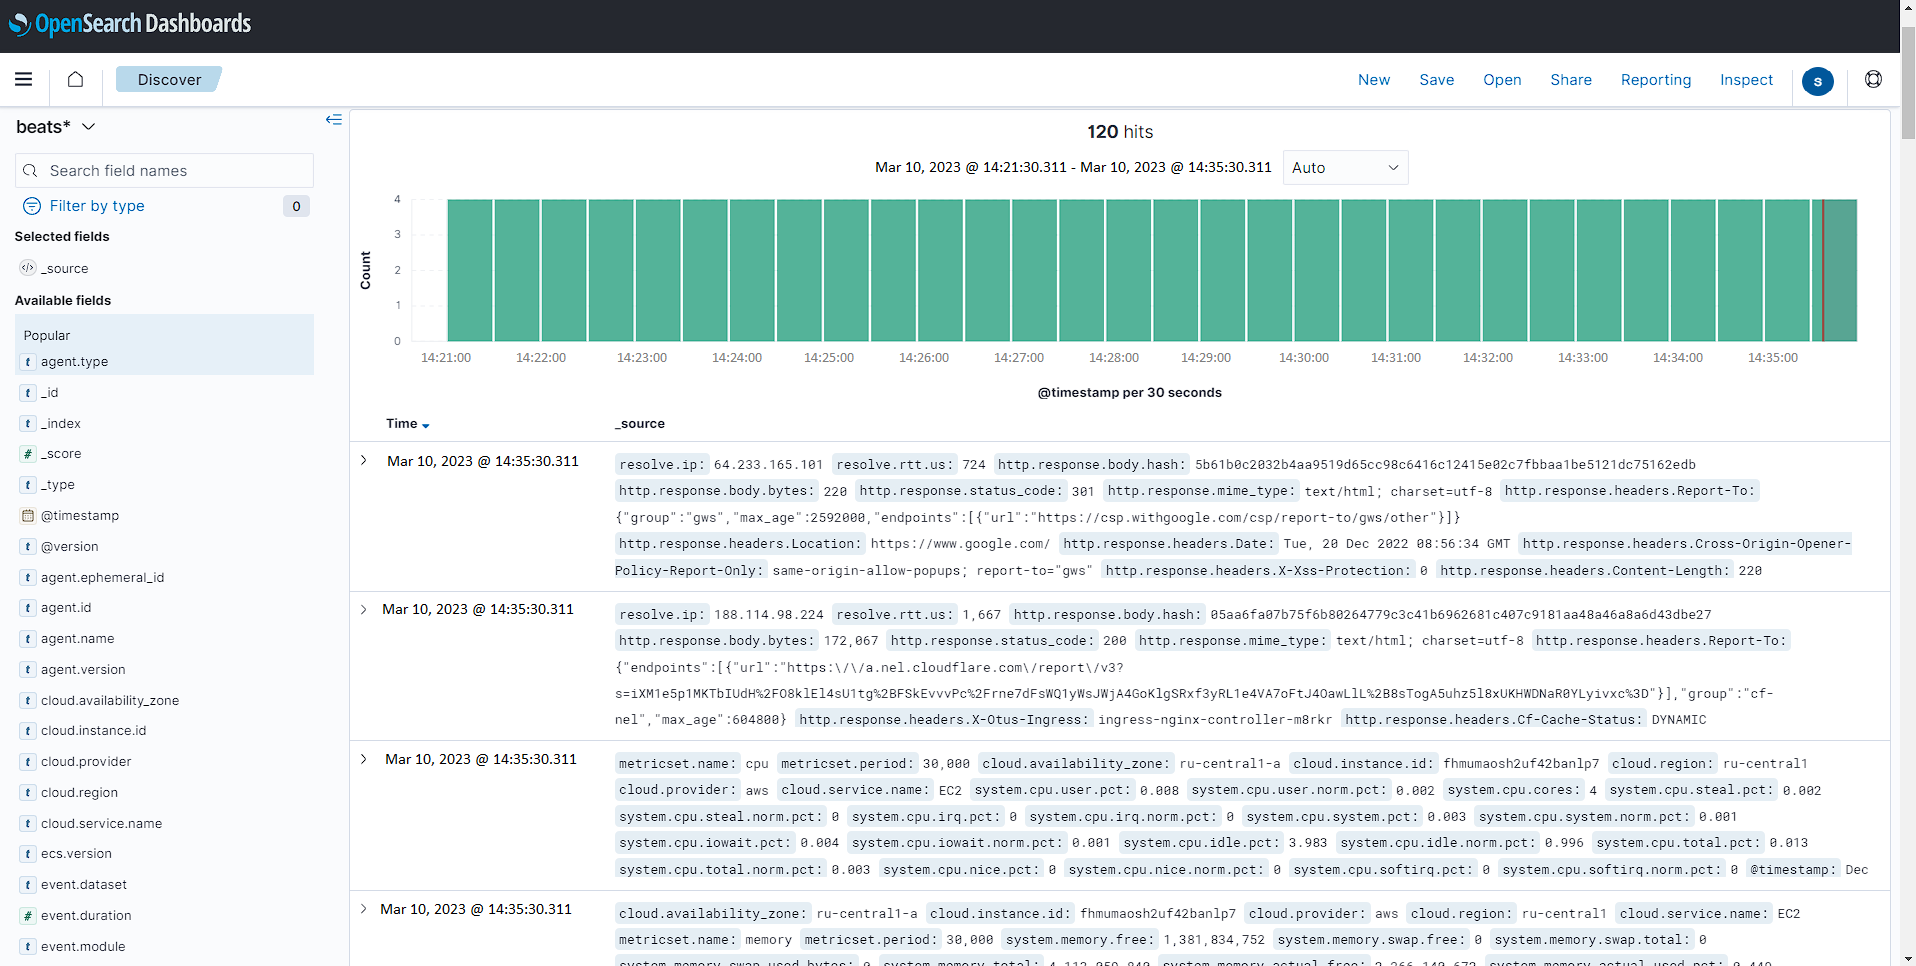 OpenSearch Dashboards
Discover
New Save Open Share Reporting Inspect s
beats*
Search field names
Filter by type 0
Selected fields
_source
Available fields
Popular
agent.type
_id
_index
_score
_type
@timestamp
@version
agent.ephemeral_id
agent.id
agent.name
agent.version
cloud.availability_zone
cloud.instance.id
cloud.provider
cloud.region
cloud.service.name
ecs.version
event.dataset
event.duration
event.module
120 hits
Mar 10, 2023 @ 14:21:30.311 - Mar 10, 2023 @ 14:35:30.311 Auto
Count
4
3
2
1
0
14:21:00 14:22:00 14:23:00 14:24:00 14:25:00 14:26:00 14:27:00 14:28:00 14:29:00 14:30:00 14:31:00 14:32:00 14:33:00 14:34:00 14:35:00
@timestamp per 30 seconds
Time _source
Mar 10, 2023 @ 14:35:30.311
resolve.ip: 64.233.165.101 resolve.rtt.us: 724 http.response.body.hash: 5b61b0c2032b4aa9519d65cc98c6416c12415e02c7fbbaa1be5121dc75162edb
http.response.body.bytes: 220 http.response.status_code: 301 http.response.mime_type: text/html; charset=utf-8 http.response.headers.Report-To:
{"group":"gws","max_age":2592000,"endpoints":[{"url":"https://csp.withgoogle.com/csp/report-to/gws/other"}]}
http.response.headers.Location: https://www.google.com/ http.response.headers.Date: Tue, 20 Dec 2022 08:56:34 GMT http.response.headers.Cross-Origin-Opener-
Policy-Report-Only: same-origin-allow-popups; report-to="gws" http.response.headers.X-Xss-Protection: 0 http.response.headers.Content-Length: 220
Mar 10, 2023 @ 14:35:30.311
resolve.ip: 188.114.98.224 resolve.rtt.us: 1,667 http.response.body.hash: 05aa6fa07b75f6b80264779c3c41b6962681c407c9181aa48a46a8a6d43dbe27
http.response.body.bytes: 172,067 http.response.status_code: 200 http.response.mime_type: text/html; charset=utf-8 http.response.headers.Report-To:
{"endpoints":[{"url":"https:\/\/a.nel.cloudflare.com\/report\/v3?
s=iXM1e5p1MKTbIUdH%2FO8klEl4sU1tg%2BFSkEvvvPc%2Frne7dFsWQ1yWsJWjA4GoKlgSRxf3yRL1e4VA7oFtJ4OawLlL%2B8sTogA5uhz5l8xUKHWDNaR0YLyivxc%3D"}],"group":"cf-
nel","max_age":604800} http.response.headers.X-Otus-Ingress: ingress-nginx-controller-m8rkr http.response.headers.Cf-Cache-Status: DYNAMIC
Mar 10, 2023 @ 14:35:30.311
metricset.name: cpu metricset.period: 30,000 cloud.availability_zone: ru-central1-a cloud.instance.id: fhmumaosh2uf42banlp7 cloud.region: ru-central1
cloud.provider: aws cloud.service.name: EC2 system.cpu.user.pct: 0.008 system.cpu.user.norm.pct: 0.002 system.cpu.cores: 4 system.cpu.steal.pct: 0.002
system.cpu.steal.norm.pct: 0 system.cpu.irq.pct: 0 system.cpu.irq.norm.pct: 0 system.cpu.system.pct: 0.003 system.cpu.system.norm.pct: 0.001
system.cpu.iowait.pct: 0.004 system.cpu.iowait.norm.pct: 0.001 system.cpu.idle.pct: 3.983 system.cpu.idle.norm.pct: 0.996 system.cpu.total.pct: 0.013
system.cpu.total.norm.pct: 0.003 system.cpu.nice.pct: 0 system.cpu.nice.norm.pct: 0 system.cpu.softirq.pct: 0 system.cpu.softirq.norm.pct: 0 @timestamp: Dec
Mar 10, 2023 @ 14:35:30.311
cloud.availability_zone: ru-central1-a cloud.instance.id: fhmumaosh2uf42banlp7 cloud.provider: aws cloud.region: ru-central1 cloud.service.name: EC2
metricset.name: memory metricset.period: 30,000 system.memory.free: 1,381,834,752 system.memory.swap.free: 0 system.memory.swap.total: 0